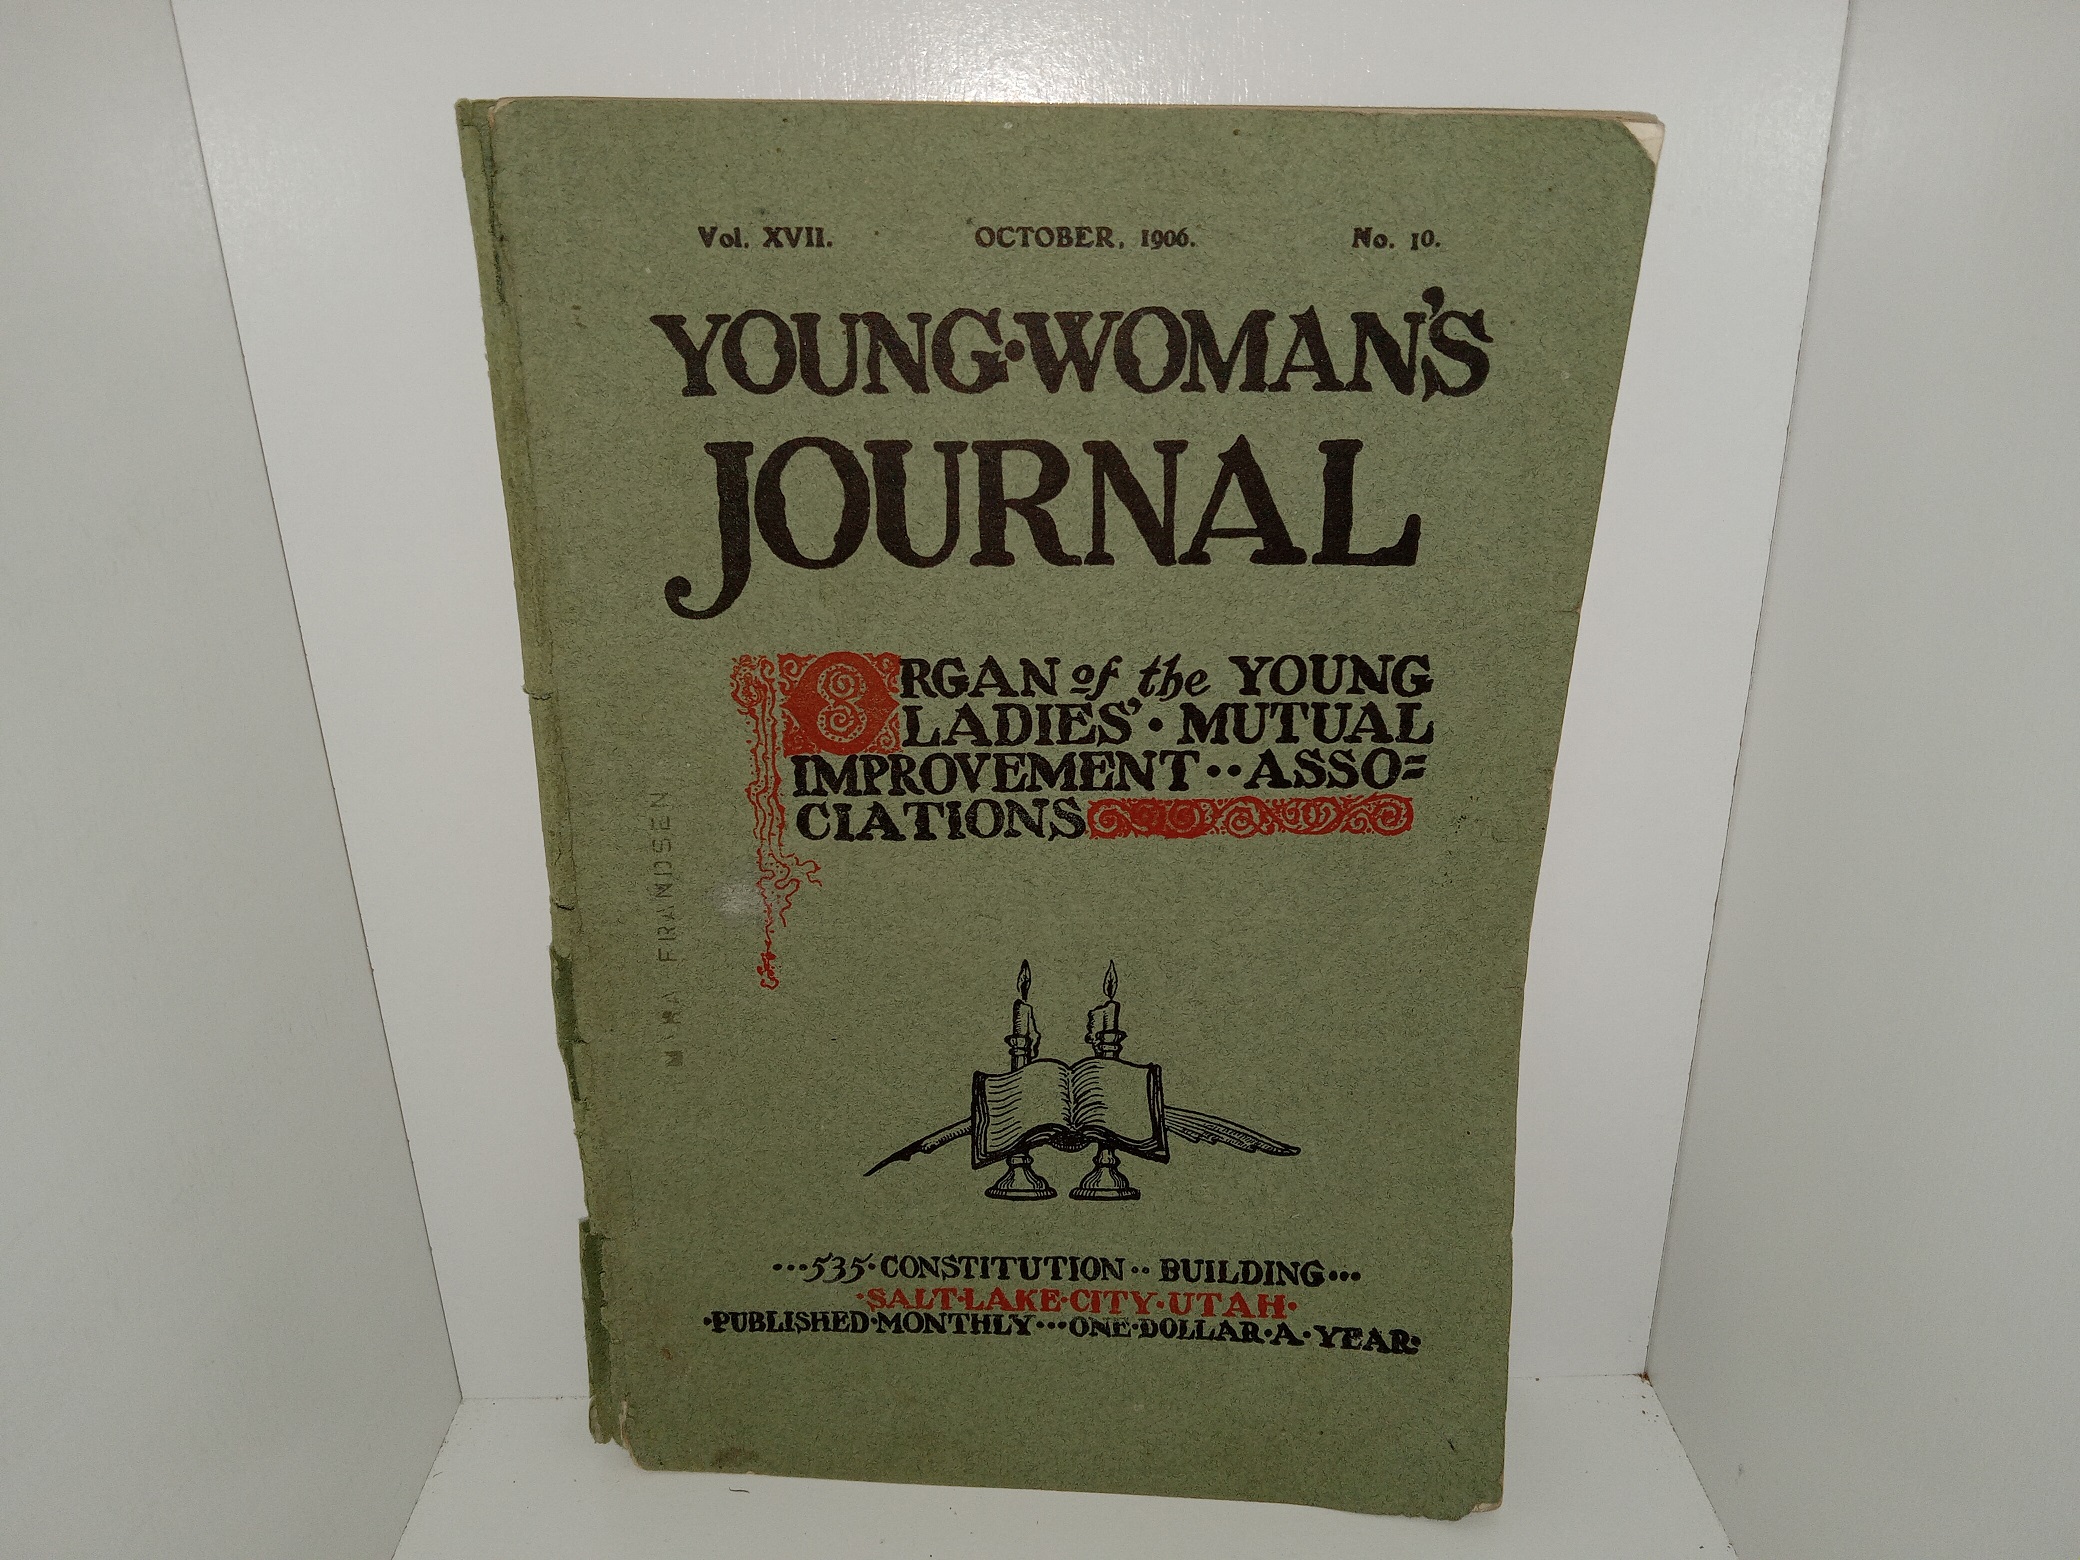 Vol. XVII. OCTOBER, 1906. No. 10.
YOUNG·WOMAN'S
JOURNAL
ORGAN of the YOUNG
LADIES'·MUTUAL
IMPROVEMENT··ASSO=
CIATIONS
FRANDSEN
···535·CONSTITUTION··BUILDING···
·SALT·LAKE·CITY·UTAH·
·PUBLISHED·MONTHLY···ONE·DOLLAR·A·YEAR·